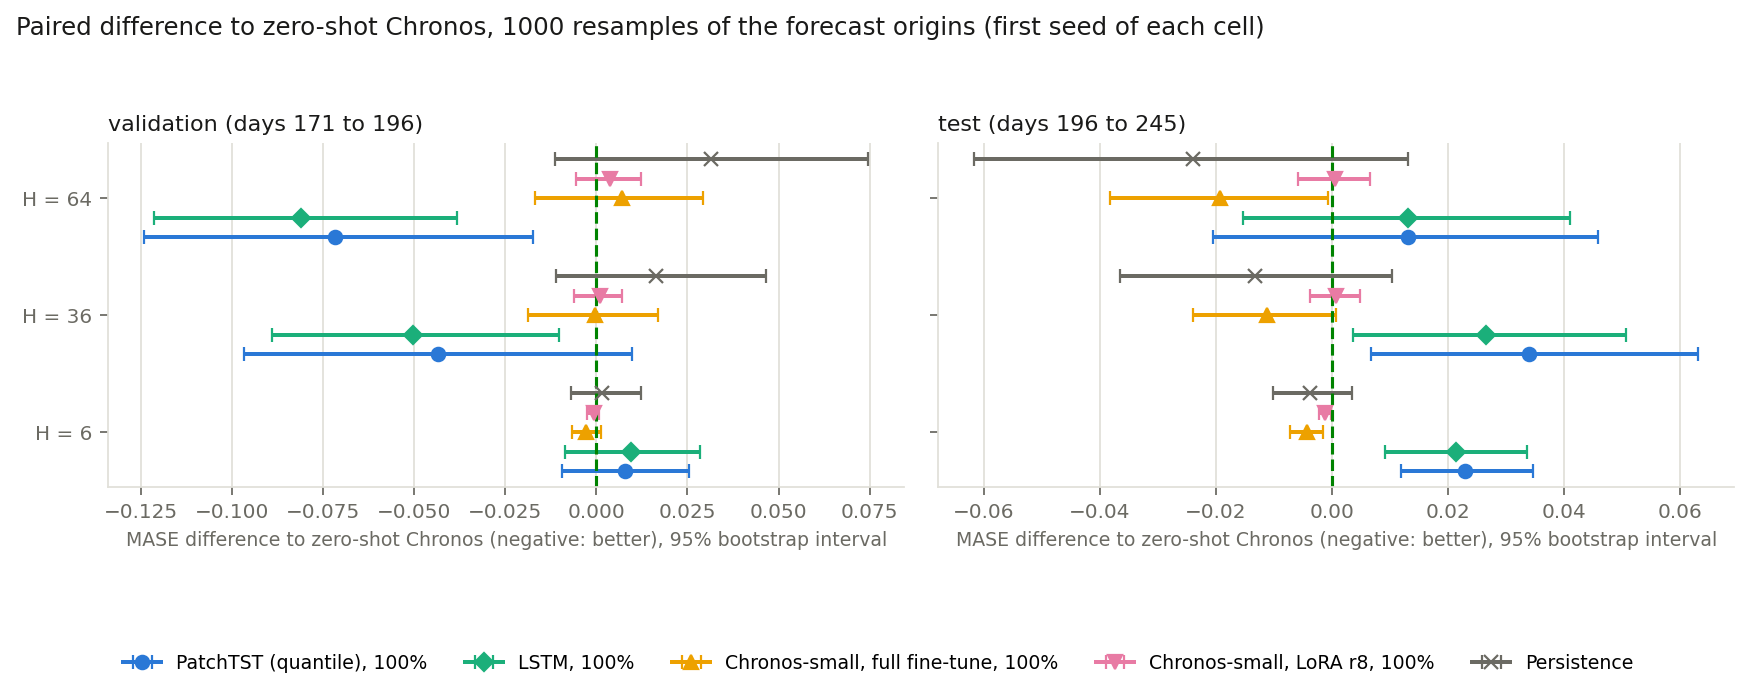 Paired difference to zero-shot Chronos, 1000 resamples of the forecast origins (first seed of each cell)
validation (days 171 to 196)
test (days 196 to 245)
H = 64
H = 36
H = 6
−0.125 −0.100 −0.075 −0.050 −0.025 0.000 0.025 0.050 0.075
−0.06 −0.04 −0.02 0.00 0.02 0.04 0.06
MASE difference to zero-shot Chronos (negative: better), 95% bootstrap interval
MASE difference to zero-shot Chronos (negative: better), 95% bootstrap interval
PatchTST (quantile), 100% LSTM, 100% Chronos-small, full fine-tune, 100% Chronos-small, LoRA r8, 100% Persistence